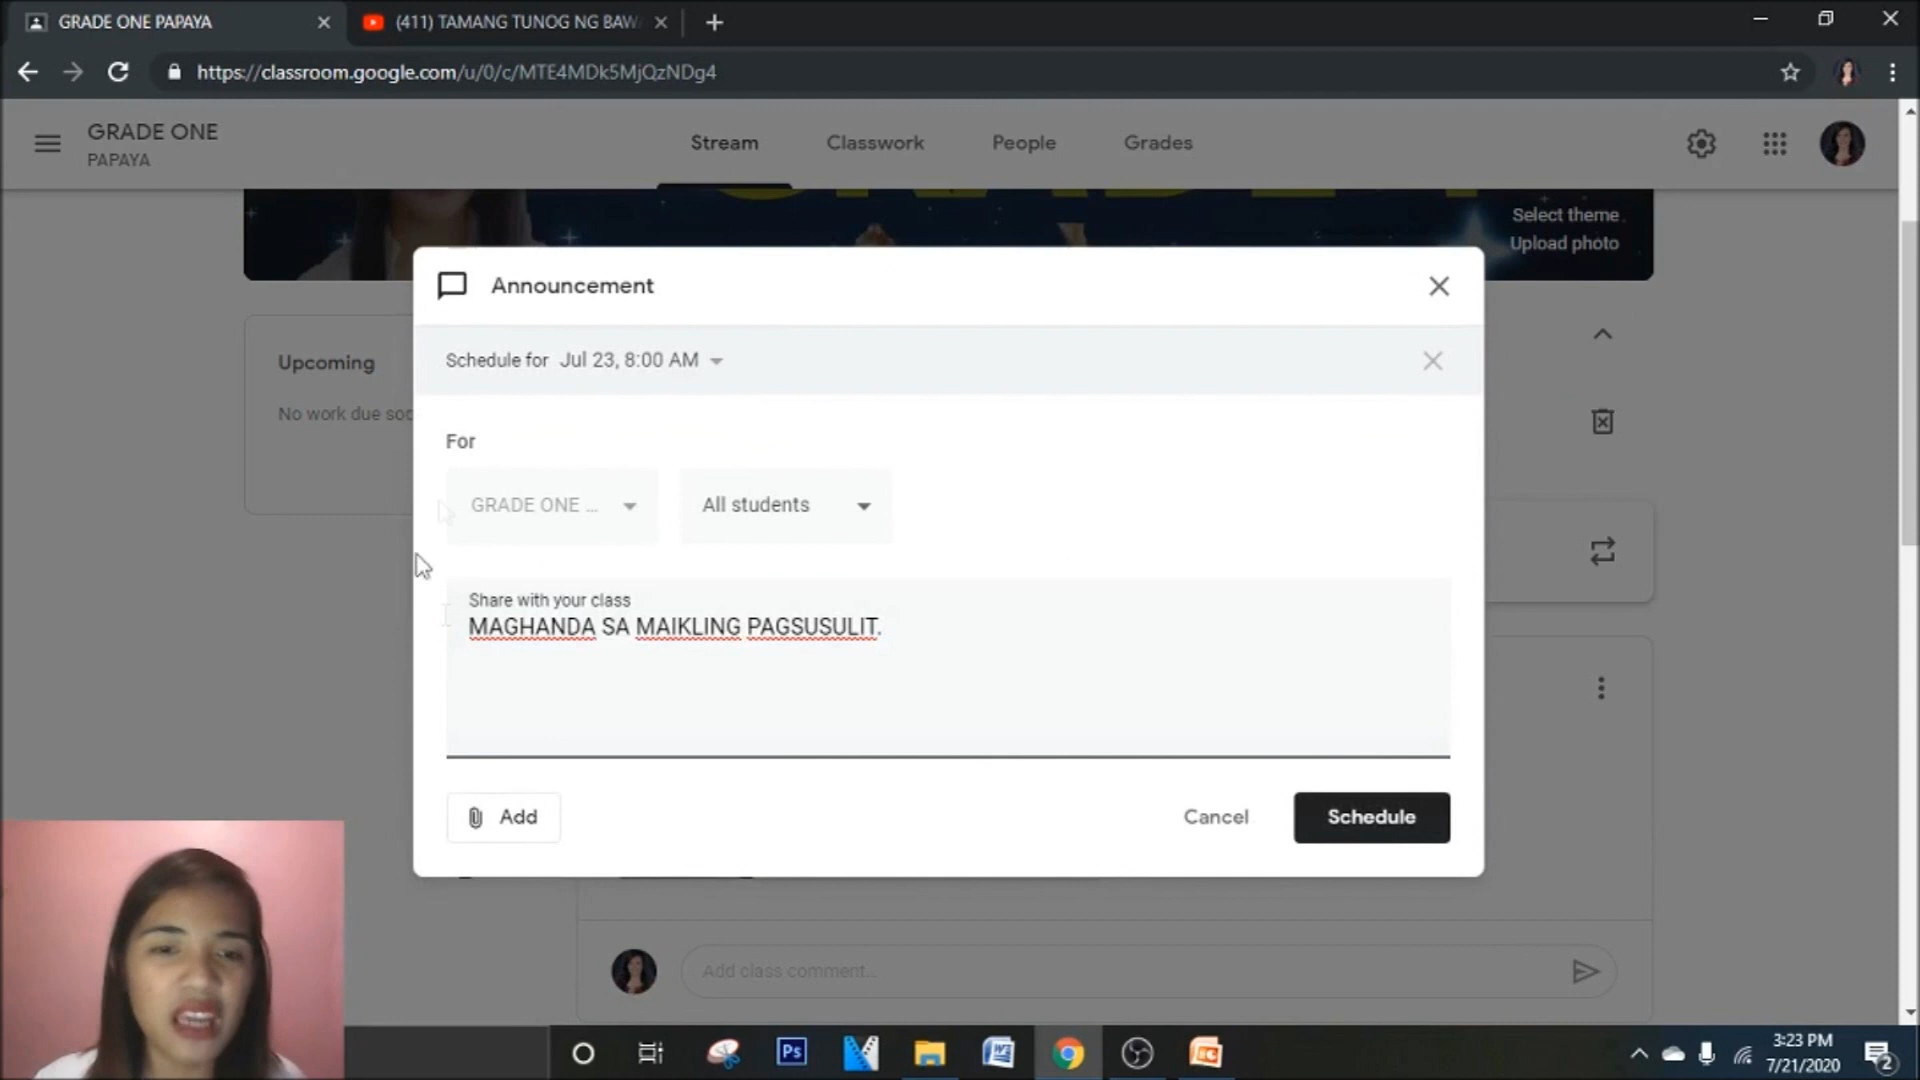 GRADE ONE PAPAYA
(411) TAMANG TUNOG NG BAW
https://classroom.google.com/u/0/c/MTE4MDk5MjQzNDg4
GRADE ONE
PAPAYA
Stream
Classwork
People
Grades
Select theme
Upload photo
Announcement
Schedule for Jul 23, 8:00 AM
Upcoming
No work due soo
For
GRADE ONE ...
All students
Share with your class
MAGHANDA SA MAIKLING PAGSUSULIT.
Add
Cancel
Schedule
Add class comment...
Ps
3:23 PM
7/21/2020
2